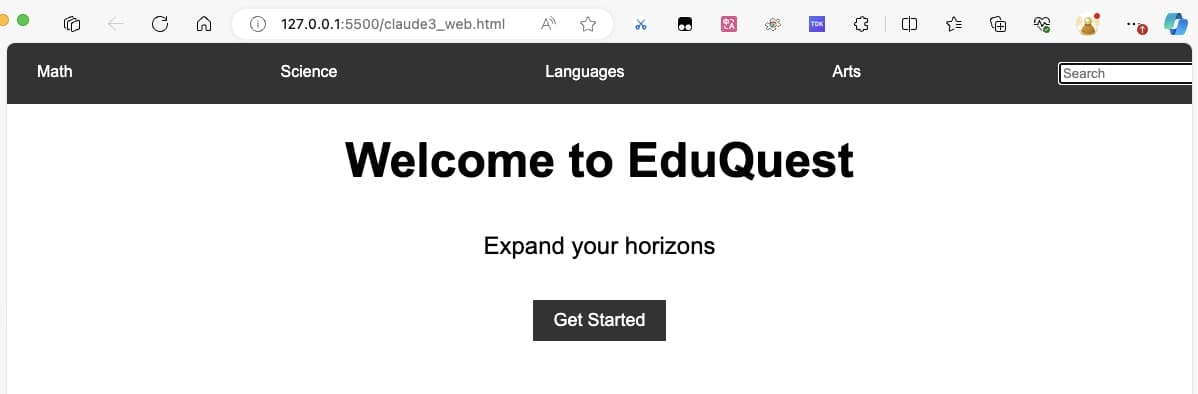 127.0.0.1:5500/claude3_web.html
TDK
Math Science Languages Arts Search
Welcome to EduQuest
Expand your horizons
Get Started